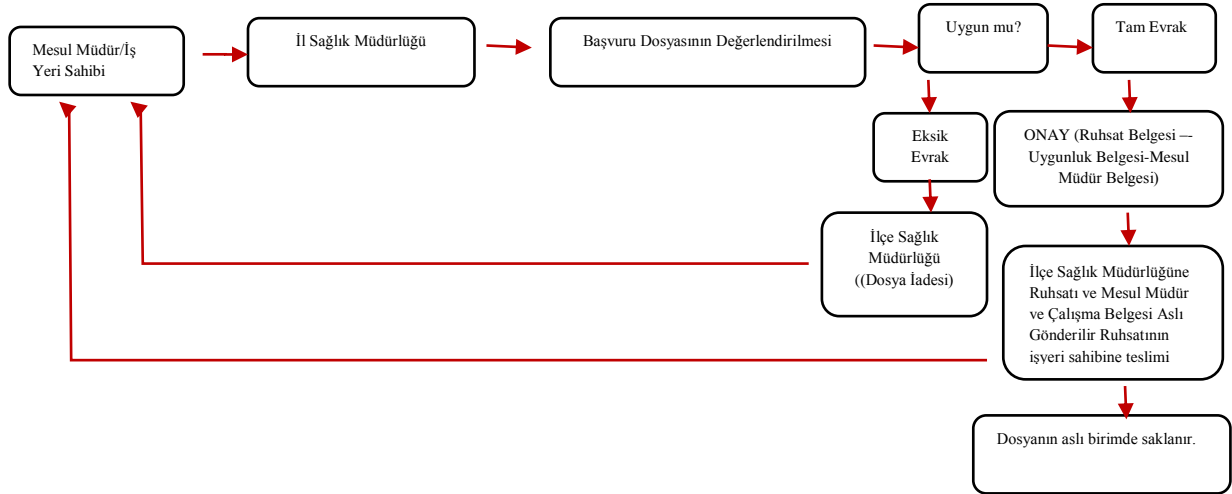 Mesul Müdür/İş
Yeri Sahibi
İl Sağlık Müdürlüğü
Başvuru Dosyasının Değerlendirilmesi
Uygun mu?
Tam Evrak
Eksik
Evrak
ONAY (Ruhsat Belgesi –-
Uygunluk Belgesi-Mesul
Müdür Belgesi)
İlçe Sağlık
Müdürlüğü
((Dosya İadesi)
İlçe Sağlık Müdürlüğüne
Ruhsatı ve Mesul Müdür
ve Çalışma Belgesi Aslı
Gönderilir Ruhsatının
işyeri sahibine teslimi
Dosyanın aslı birimde saklanır.